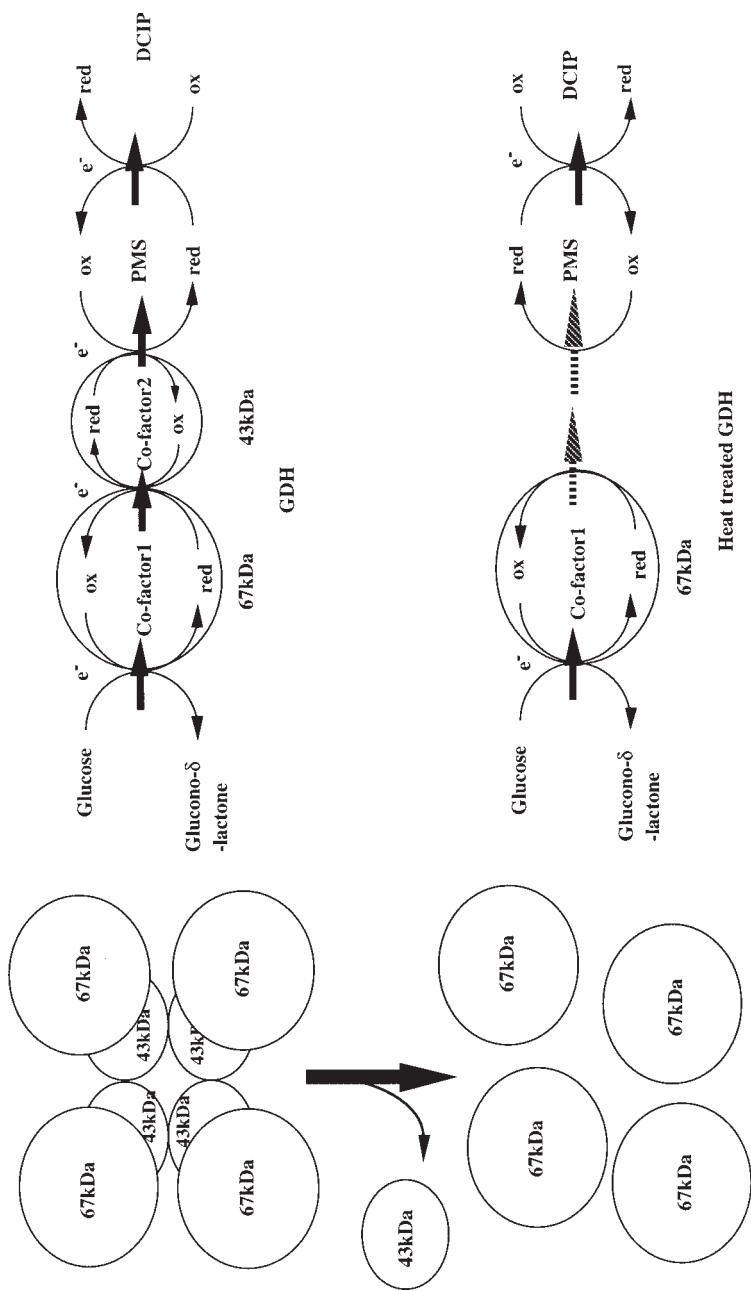 67kDa
67kDa
43kDa
43kDa
43kDa
43kDa
67kDa
67kDa
43kDa
67kDa
67kDa
67kDa
67kDa
Glucose
e-
ox
Co-factor1
red
e-
red
Co-factor2
ox
e-
ox
PMS
red
e-
red
DCIP
ox
Glucono-δ
-lactone
67kDa
43kDa
GDH
Glucose
e-
ox
Co-factor1
red
red
PMS
ox
e-
ox
DCIP
red
Glucono-δ
-lactone
67kDa
Heat treated GDH